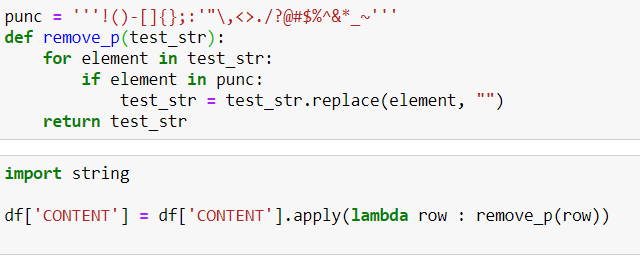 punc = '''!()-[]{};:'"\,<>./?@#$%^&*_~'''
def remove_p(test_str):
    for element in test_str:
        if element in punc:
            test_str = test_str.replace(element, "")
    return test_str
import string
df['CONTENT'] = df['CONTENT'].apply(lambda row : remove_p(row))